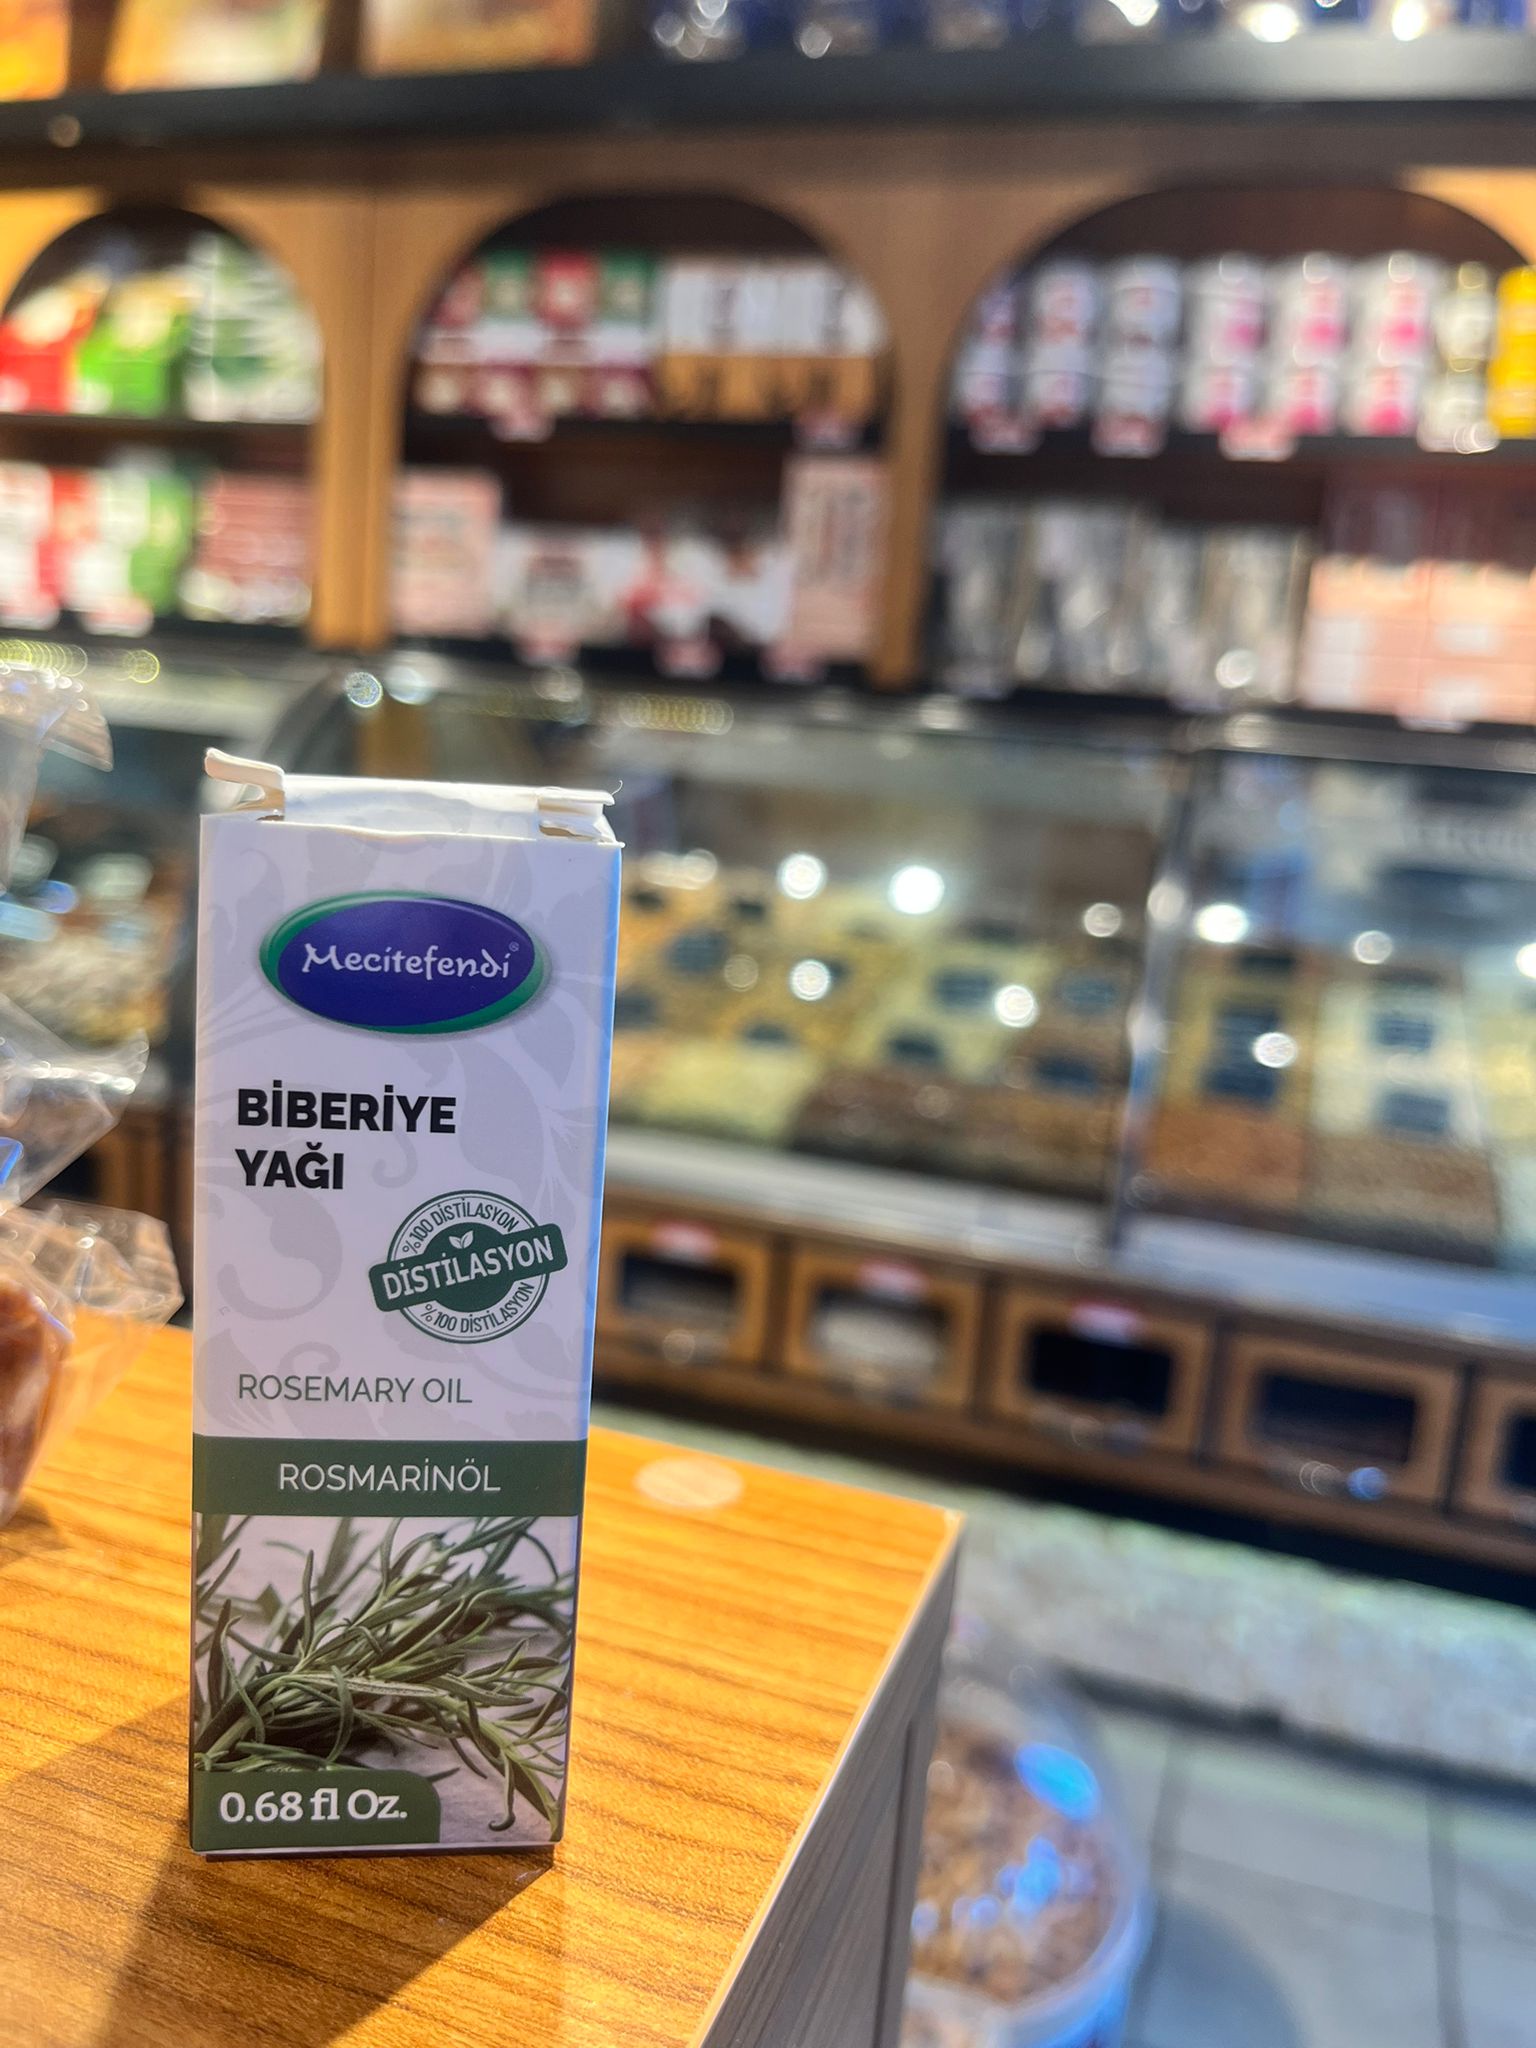 Mecitefendi®
BİBERİYE
YAĞI
%100 DİSTİLASYON
DİSTİLASYON
%100 DİSTİLASYON
ROSEMARY OIL
ROSMARİNÖL
0.68 fl Oz.